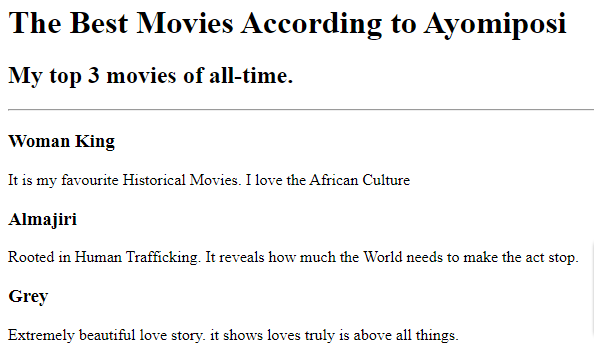 The Best Movies According to Ayomiposi
My top 3 movies of all-time.
Woman King
It is my favourite Historical Movies. I love the African Culture
Almajiri
Rooted in Human Trafficking. It reveals how much the World needs to make the act stop.
Grey
Extremely beautiful love story. it shows loves truly is above all things.